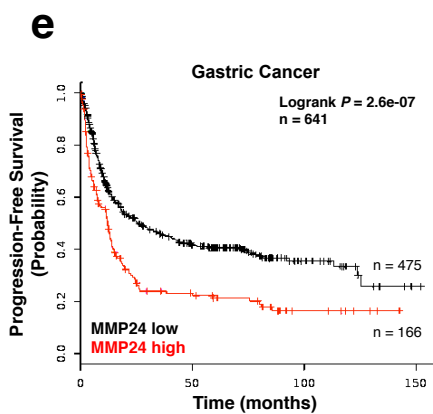 e
Gastric Cancer
Logrank P = 2.6e-07
n = 641
Progression-Free Survival
(Probability)
1.0
0.8
0.6
0.4
0.2
0.0
n = 475
n = 166
MMP24 low
MMP24 high
0 50 100 150
Time (months)